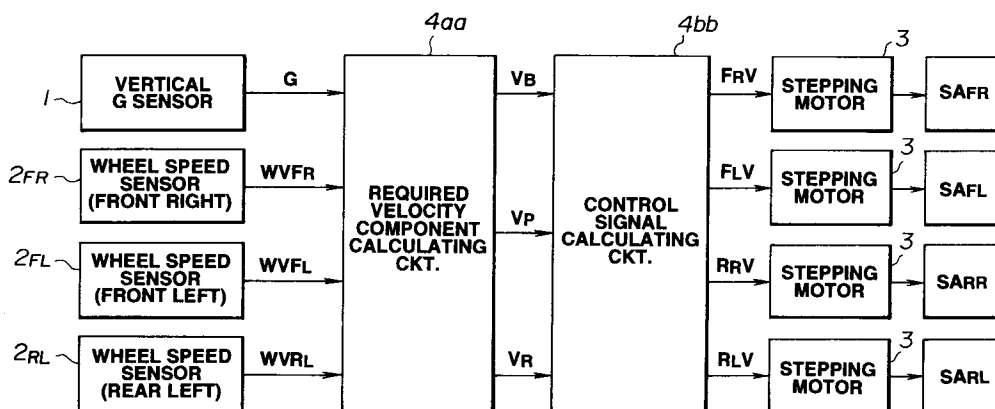 4aa
4bb
3
1
VERTICAL
G SENSOR
G
VB
FRV
STEPPING
MOTOR
SAFR
2FR
WHEEL SPEED
SENSOR
(FRONT RIGHT)
WVFR
REQUIRED
VELOCITY
COMPONENT
CALCULATING
CKT.
VP
CONTROL
SIGNAL
CALCULATING
CKT.
3
FLV
STEPPING
MOTOR
SAFL
2FL
WHEEL SPEED
SENSOR
(FRONT LEFT)
WVFL
3
RRV
STEPPING
MOTOR
SARR
2RL
WHEEL SPEED
SENSOR
(REAR LEFT)
WVRL
VR
3
RLV
STEPPING
MOTOR
SARL